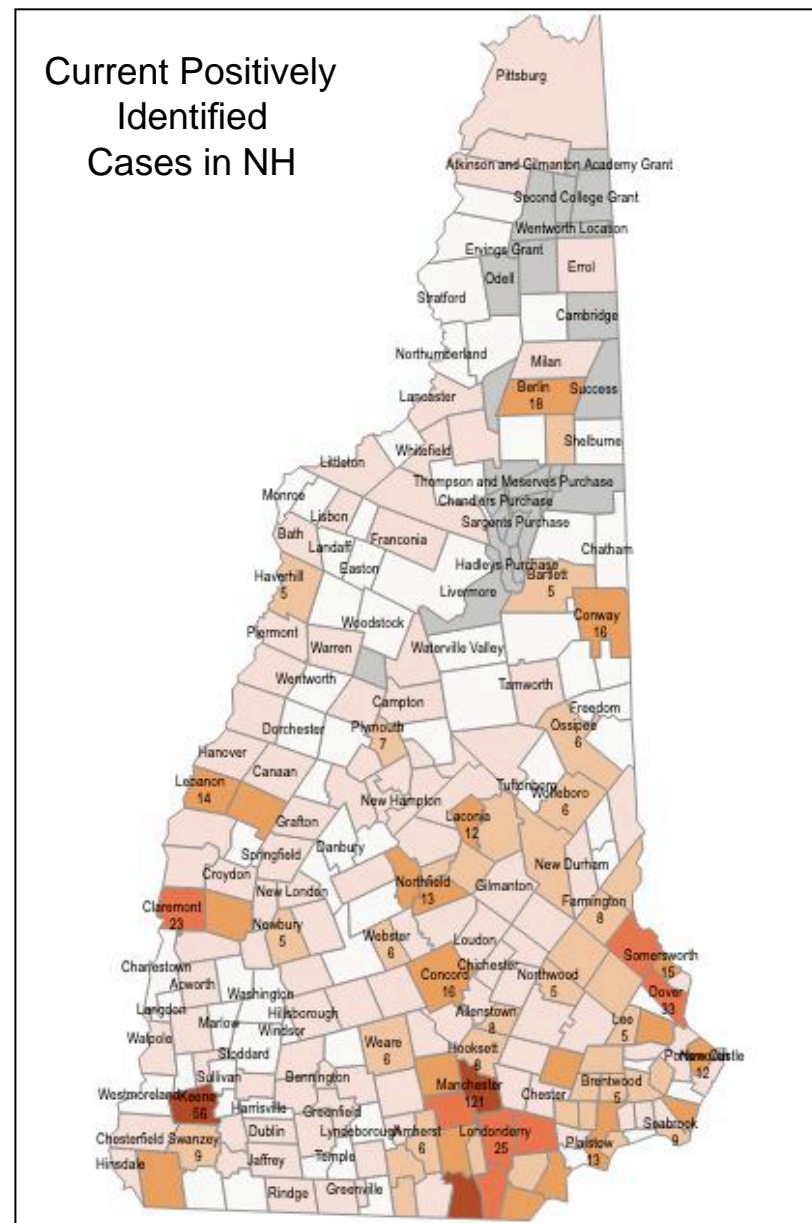 Current Positively
Identified
Cases in NH
Pittsburg
Atkinson and Gilmanton Academy Grant
Second College Grant
Wentworth Location
Ervings Grant
Errol
Odell
Stratford
Cambridge
Northumberland
Milan
Berlin
18
Success
Lancaster
Shelburne
Whitefield
Littleton
Thompson and Meserves Purchase
Monroe
Chandlers Purchase
Lisbon
Sargents Purchase
Bath
Franconia
Landaff
Chatham
Easton
Hadleys Purchase
Haverhill
5
Bartlett
5
Livermore
Woodstock
Conway
16
Piermont
Warren
Waterville Valley
Wentworth
Tamworth
Campton
Freedom
Dorchester
Plymouth
7
Ossipee
6
Hanover
Canaan
Lebanon
14
Tuftonboro
Wolfeboro
6
New Hampton
Grafton
Laconia
12
Danbury
Springfield
New Durham
Croydon
Northfield
13
Gilmanton
New London
Claremont
23
Farmington
8
Newbury
5
Webster
6
Loudon
Somersworth
15
Charlestown
Chichester
Acworth
Washington
Concord
16
Northwood
5
Dover
33
Langdon
Hillsborough
Allenstown
8
Marlow
Windsor
Lee
5
Walpole
Weare
6
Stoddard
Hooksett
8
New Castle
12
Sullivan
Bennington
Manchester
121
Brentwood
5
Westmoreland
Keene
56
Chester
Harrisville
Greenfield
Seabrook
9
Chesterfield
Swanzey
9
Dublin
Lyndeborough
Amherst
6
Londonderry
25
Plaistow
13
Hinsdale
Jaffrey
Temple
Rindge
Greenville